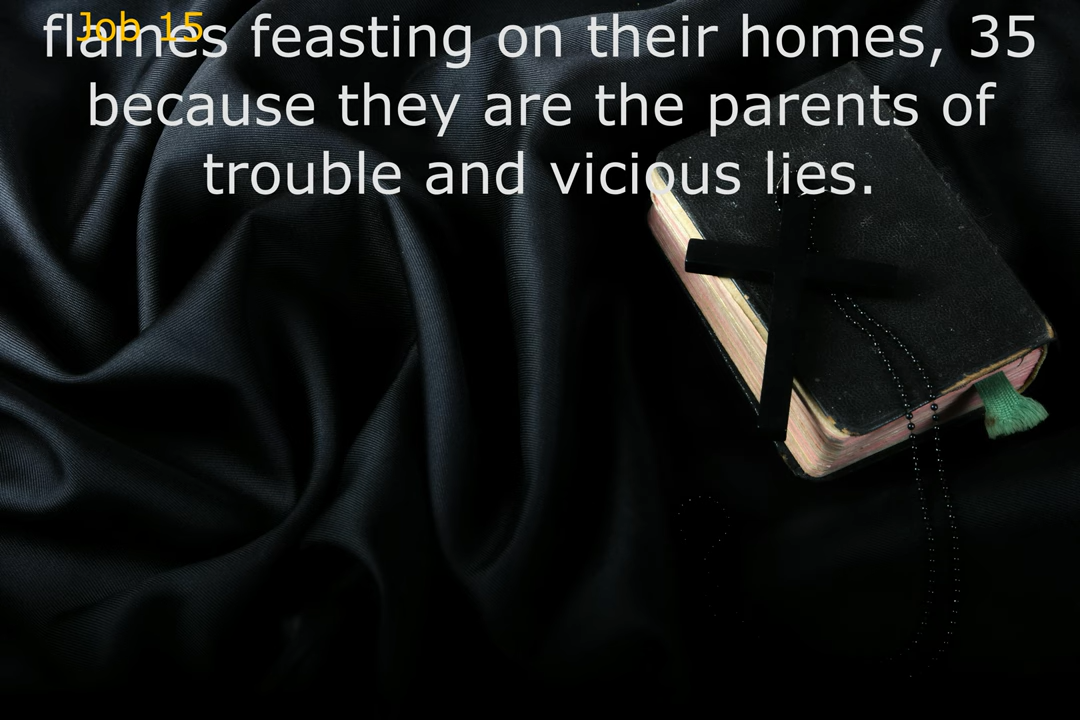 Job 15
flames feasting on their homes, 35
because they are the parents of
trouble and vicious lies.